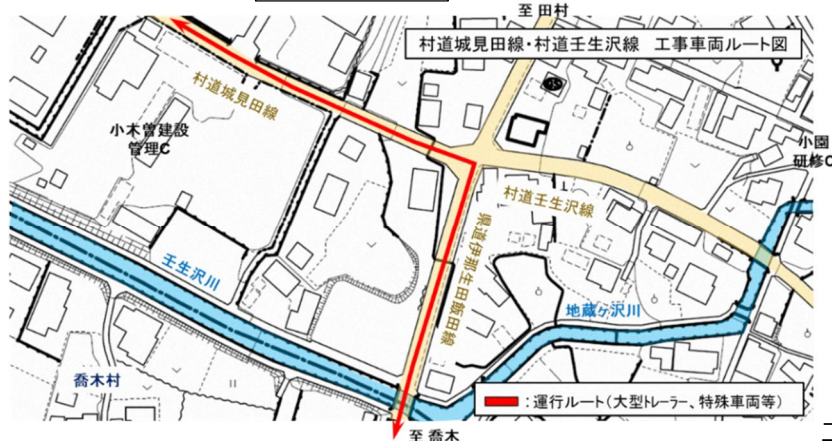 至 田村
村道城見田線・村道壬生沢線　工事車両ルート図
村道城見田線
小木曽建設
管理C
小園
研修C
村道壬生沢線
県道伊那生田飯田線
壬生沢川
地蔵ヶ沢川
喬木村
：運行ルート（大型トレーラー、特殊車両等）
至 喬木